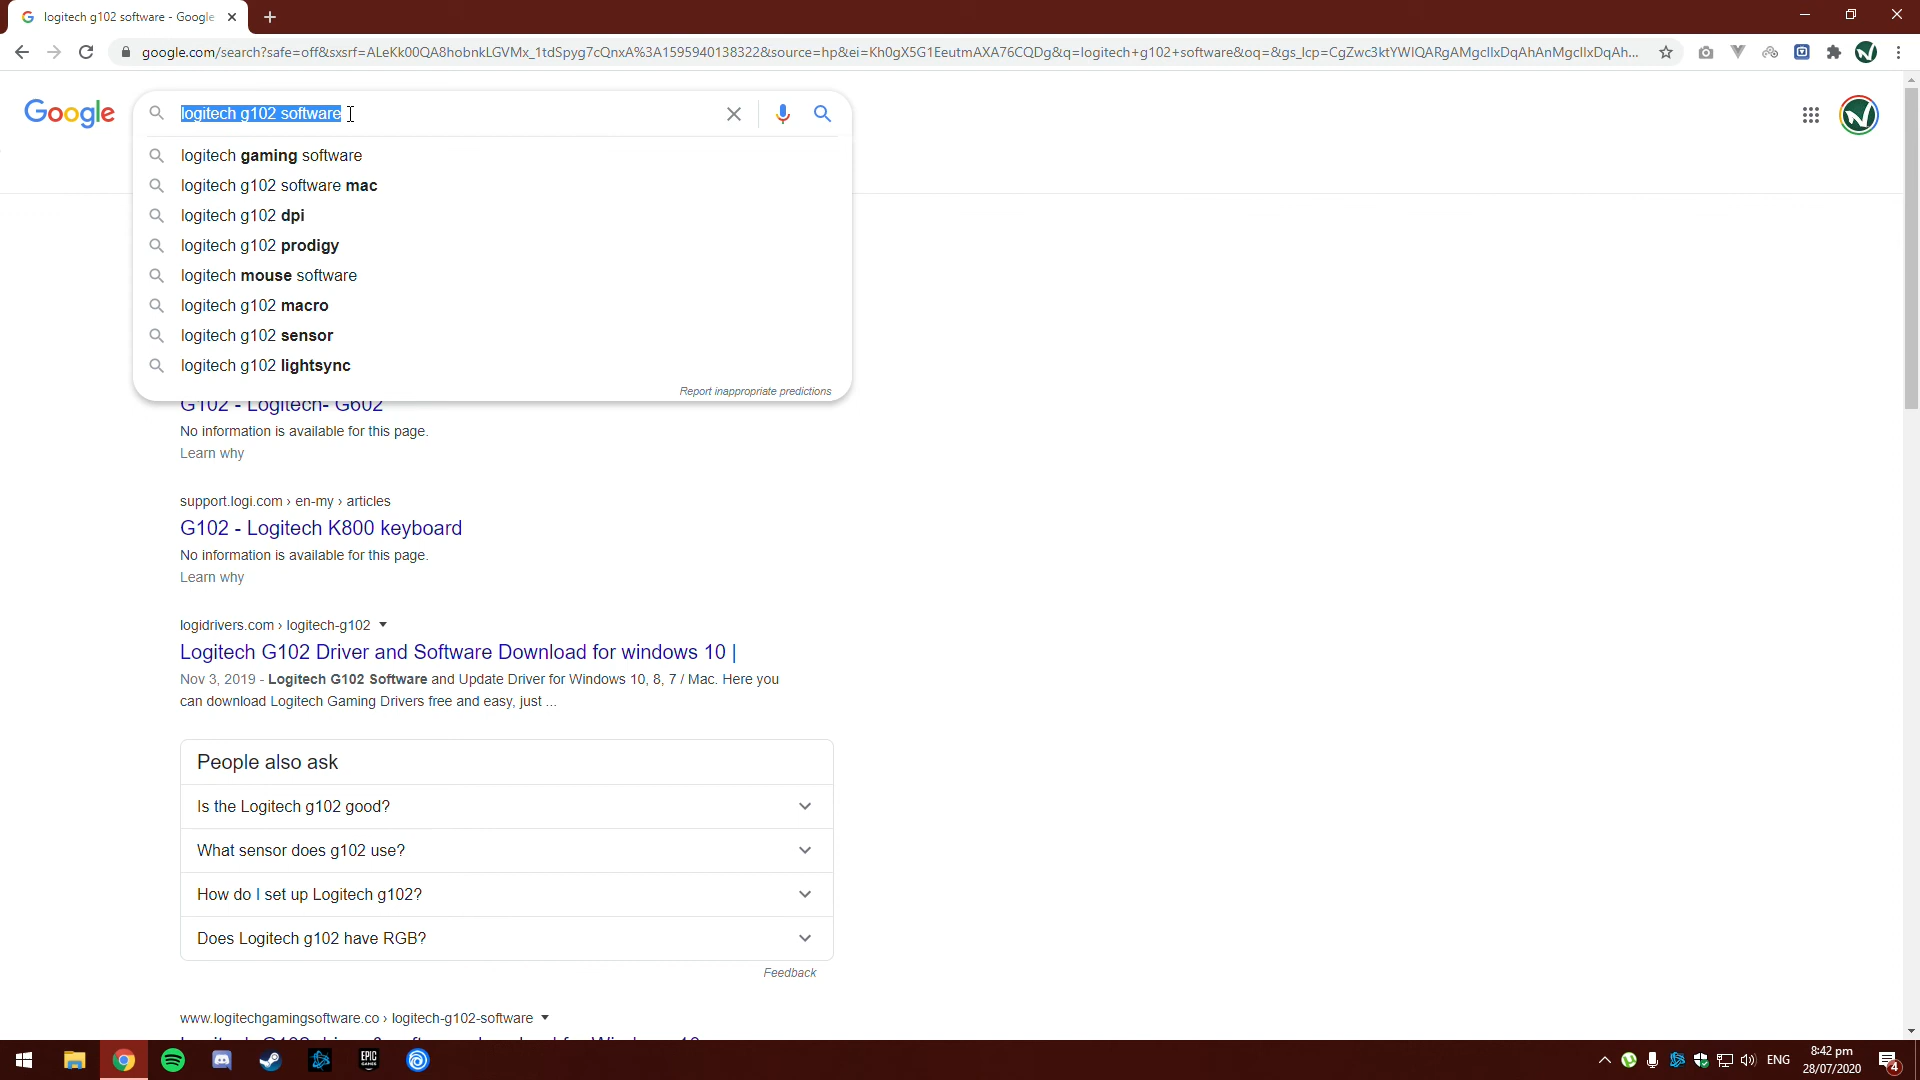 logitech g102 software - Google
google.com/search?safe=off&sxsrf=ALeKk00QA8hobnkLGVMx_1tdSpyg7cQnxA%3A1595940138322&source=hp&ei=Kh0gX5G1EeutmAXA76CQDg&q=logitech+g102+software&oq=&gs_lcp=CgZwc3ktYWIQARgAMgcIIxDqAhAnMgcIIxDqAh...
Google
logitech g102 software
logitech gaming software
logitech g102 software mac
logitech g102 dpi
logitech g102 prodigy
logitech mouse software
logitech g102 macro
logitech g102 sensor
logitech g102 lightsync
Report inappropriate predictions
G102 - Logitech- G602
No information is available for this page.
Learn why
support.logi.com › en-my › articles
G102 - Logitech K800 keyboard
No information is available for this page.
Learn why
logidrivers.com › logitech-g102
Logitech G102 Driver and Software Download for windows 10 |
Nov 3, 2019 - Logitech G102 Software and Update Driver for Windows 10, 8, 7 / Mac. Here you
can download Logitech Gaming Drivers free and easy, just ...
People also ask
Is the Logitech g102 good?
What sensor does g102 use?
How do I set up Logitech g102?
Does Logitech g102 have RGB?
Feedback
www.logitechgamingsoftware.co › logitech-g102-software
EPIC
GAMES
ENG
8:42 pm
28/07/2020
4